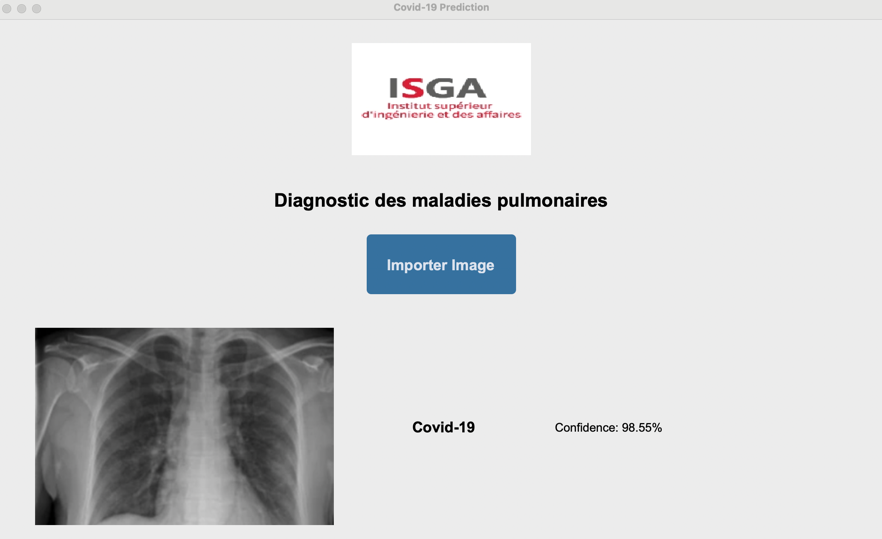 Covid-19 Prediction
ISGA
Institut supérieur
d'ingénierie et des affaires
Diagnostic des maladies pulmonaires
Importer Image
Covid-19
Confidence: 98.55%